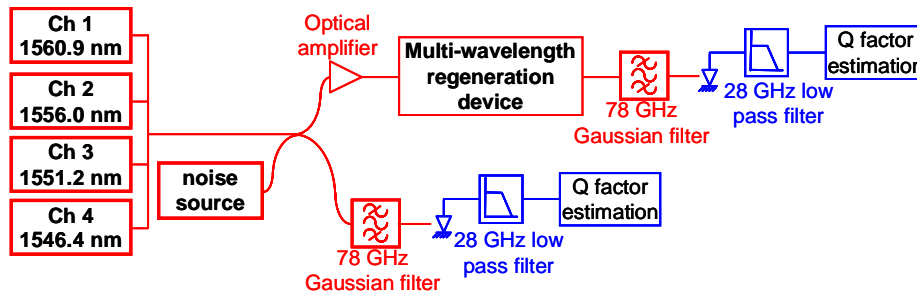 Ch 1
1560.9 nm
Ch 2
1556.0 nm
Ch 3
1551.2 nm
Ch 4
1546.4 nm
noise
source
Optical
amplifier
Multi-wavelength
regeneration
device
78 GHz
Gaussian filter
28 GHz low
pass filter
Q factor
estimation
78 GHz
Gaussian filter
28 GHz low
pass filter
Q factor
estimation